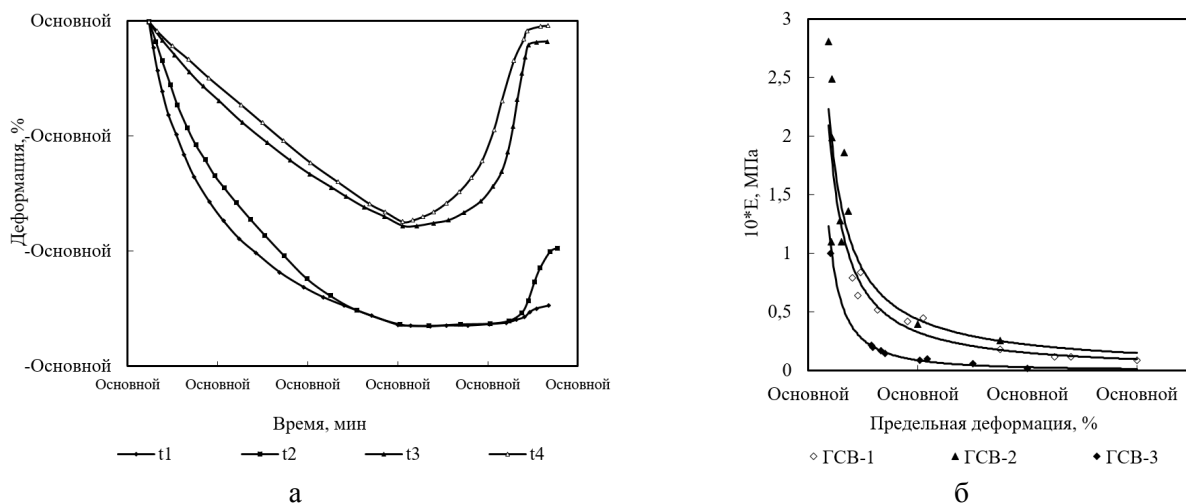 Основной
-Основной
-Основной
-Основной
Деформация, %
Основной Основной Основной Основной Основной Основной
Время, мин
t1 t2 t3 t4
а
3
2,5
2
1,5
1
0,5
0
10*E, МПа
Основной Основной Основной Основной
Предельная деформация, %
ГСВ-1 ГСВ-2 ГСВ-3
б